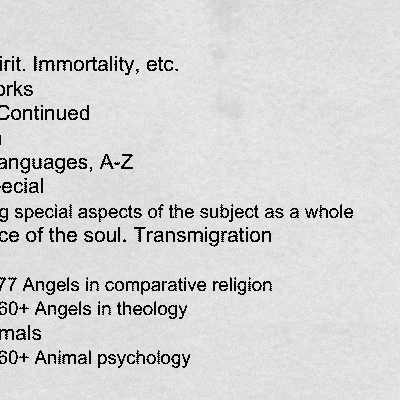 irit. Immortality, etc.
orks
Continued
anguages, A-Z
ecial
g special aspects of the subject as a whole
ce of the soul. Transmigration
77 Angels in comparative religion
60+ Angels in theology
mals
60+ Animal psychology